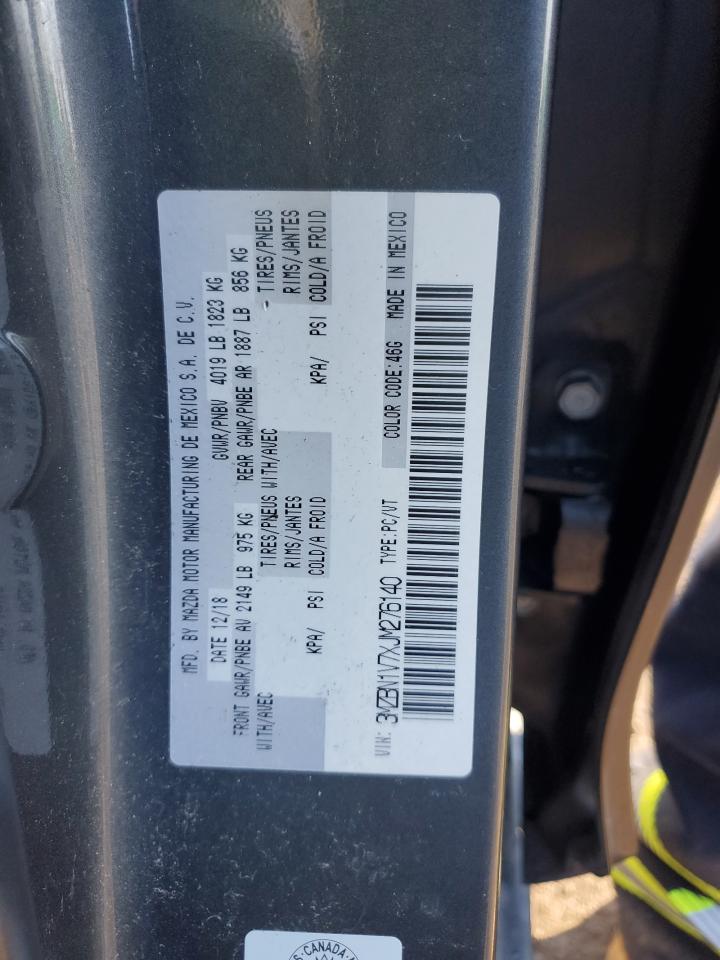 MFD. BY MAZDA MOTOR MANUFACTURING DE MEXICO S.A. DE C.V.
DATE 12/18 GVWR/PNBV 4019 LB 1823 KG
FRONT GAWR/PNBE AV 2149 LB 975 KG REAR GAWR/PNBE AR 1887 LB 856 KG
WITH/AVEC TIRES/PNEUS WITH/AVEC TIRES/PNEUS
RIMS/JANTES RIMS/JANTES
KPA/ PSI COLD/A FROID KPA/ PSI COLD/A FROID
VIN: 3MZBN1V7XJM276140 TYPE:PC/VT COLOR CODE:46G MADE IN MEXICO
CANADA